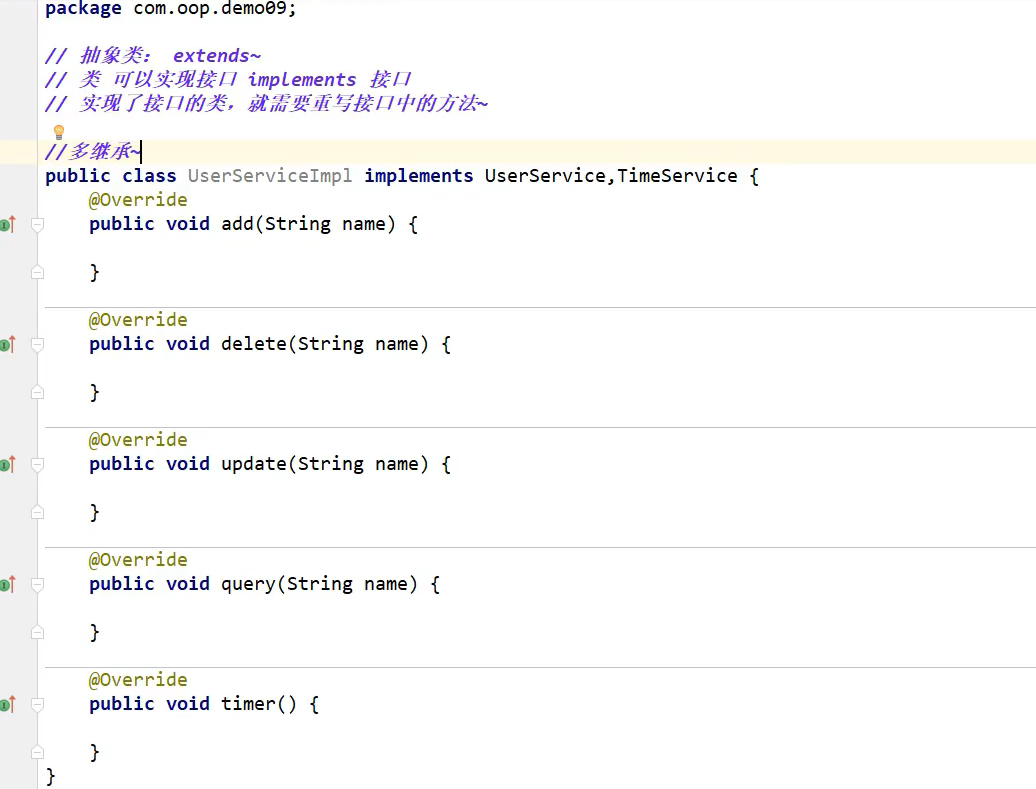 package com.oop.demo09;
// 抽象类： extends~
// 类 可以实现接口 implements 接口
// 实现了接口的类，就需要重写接口中的方法~
//多继承~
public class UserServiceImpl implements UserService,TimeService {
@Override
public void add(String name) {
}
@Override
public void delete(String name) {
}
@Override
public void update(String name) {
}
@Override
public void query(String name) {
}
@Override
public void timer() {
}
}